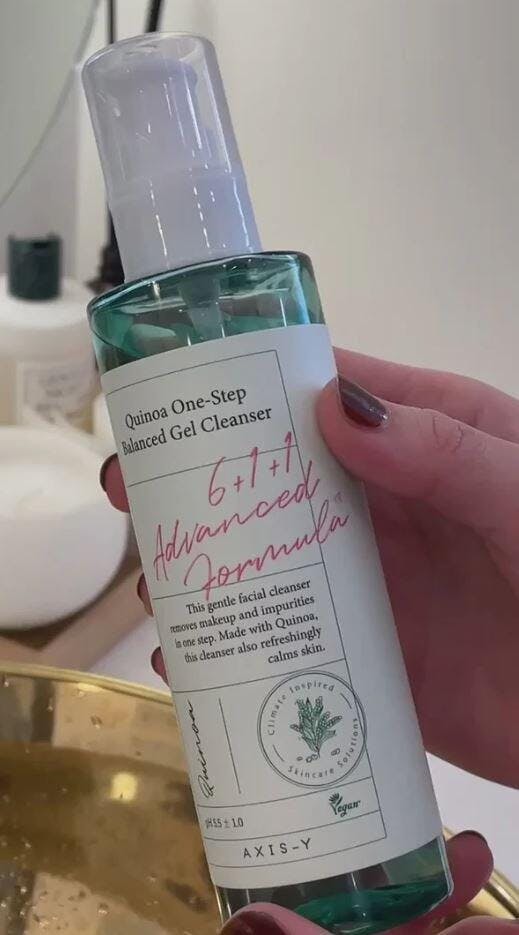 Quinoa One-Step
Balanced Gel Cleanser
6+1+1
Advanced
Formula
This gentle facial cleanser
removes makeup and impurities
in one step. Made with Quinoa,
this cleanser also refreshingly
calms skin.
Quinoa
Climate Inspired
Skincare Solutions
Vegan
pH 5.5 ± 1.0
AXIS-Y